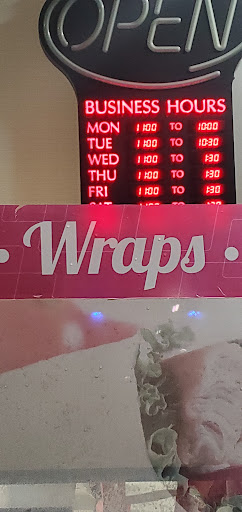 OPEN
BUSINESS HOURS
MON 11:00 TO 10:00
TUE 11:00 TO 10:30
WED 11:00 TO 1:30
THU 11:00 TO 1:30
FRI 11:00 TO 1:30
Wraps